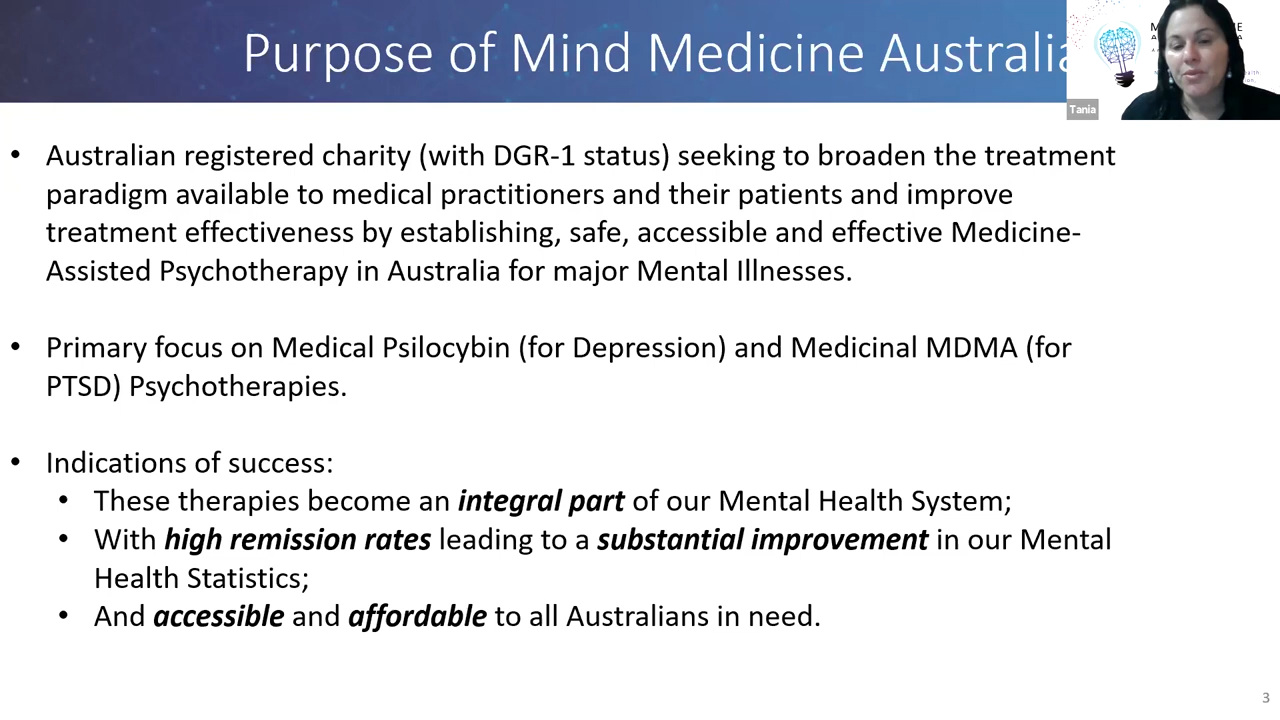 Purpose of Mind Medicine Australia
Tania
• Australian registered charity (with DGR-1 status) seeking to broaden the treatment
paradigm available to medical practitioners and their patients and improve
treatment effectiveness by establishing, safe, accessible and effective Medicine-
Assisted Psychotherapy in Australia for major Mental Illnesses.
• Primary focus on Medical Psilocybin (for Depression) and Medicinal MDMA (for
PTSD) Psychotherapies.
• Indications of success:
• These therapies become an integral part of our Mental Health System;
• With high remission rates leading to a substantial improvement in our Mental
Health Statistics;
• And accessible and affordable to all Australians in need.
3